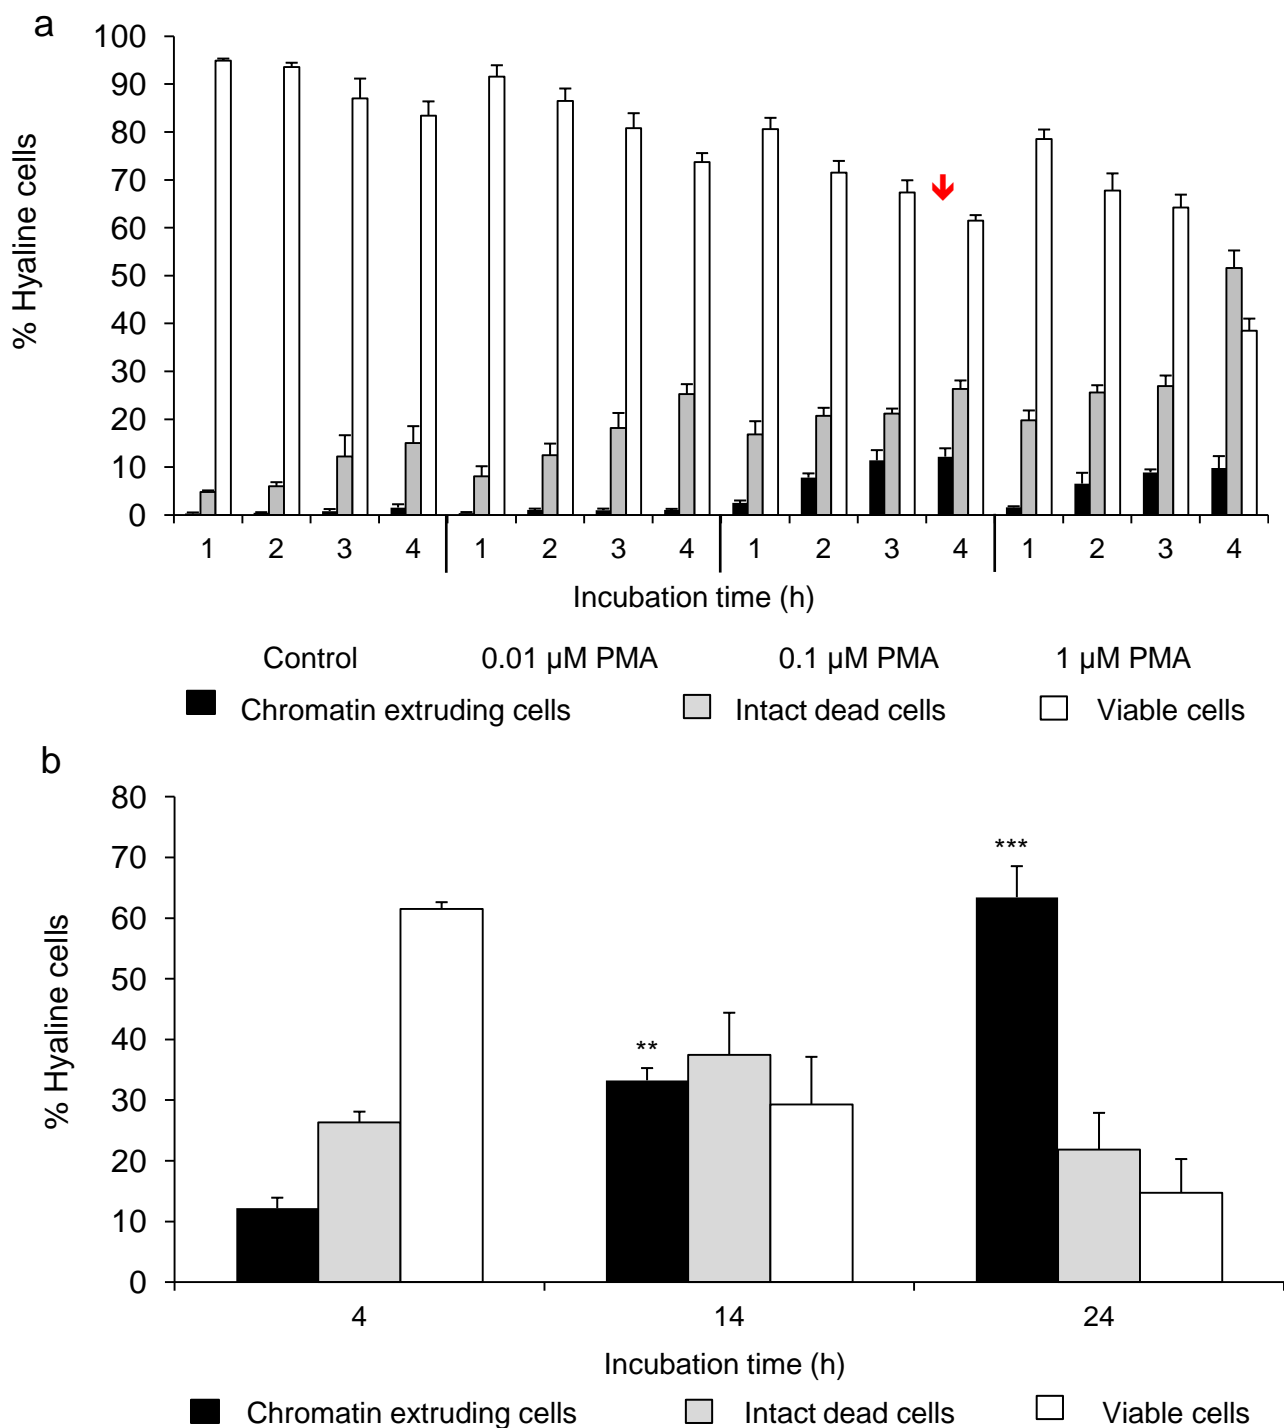 a
% Hyaline cells
100
90
80
70
60
50
40
30
20
10
0
1 2 3 4 1 2 3 4 1 2 3 4 1 2 3 4
Incubation time (h)
Control 0.01 µM PMA 0.1 µM PMA 1 µM PMA
Chromatin extruding cells Intact dead cells Viable cells
b
% Hyaline cells
80
70
60
50
40
30
20
10
0
**
***
4 14 24
Incubation time (h)
Chromatin extruding cells Intact dead cells Viable cells